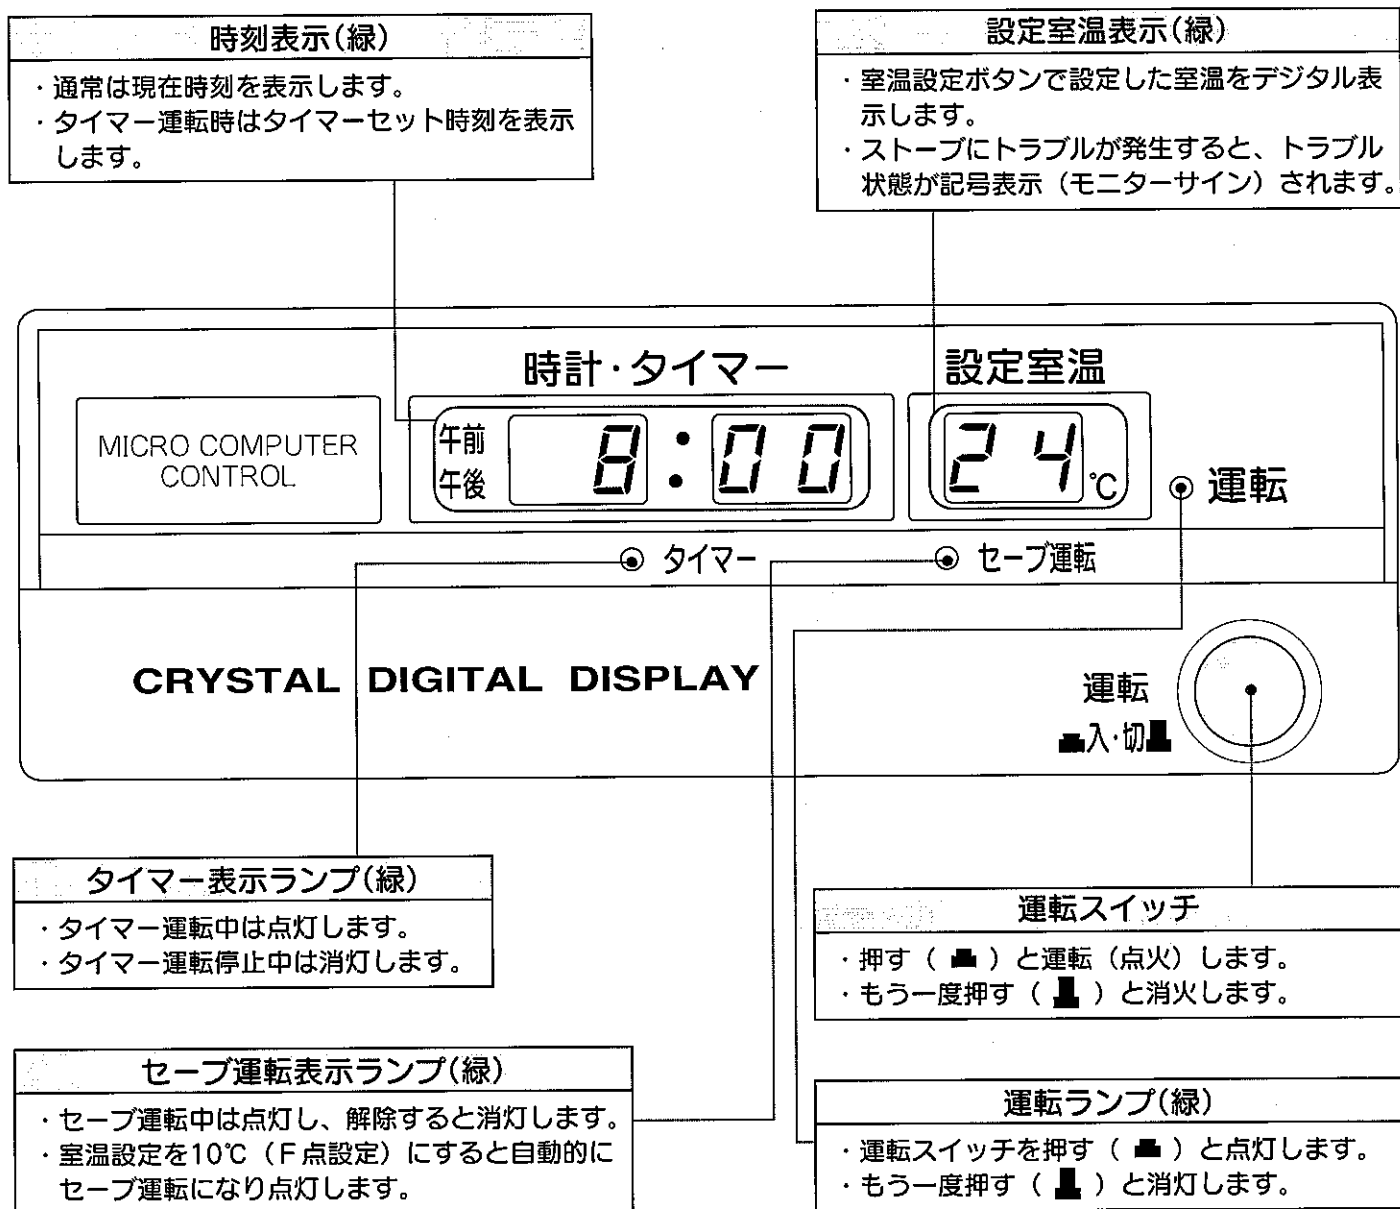 時刻表示(緑)
・通常は現在時刻を表示します。
・タイマー運転時はタイマーセット時刻を表示
します。
設定室温表示(緑)
・室温設定ボタンで設定した室温をデジタル表
示します。
・ストーブにトラブルが発生すると、トラブル
状態が記号表示（モニターサイン）されます。
時計・タイマー
設定室温
MICRO COMPUTER
CONTROL
午前
午後
8:00
24℃
運転
タイマー
セーブ運転
CRYSTAL DIGITAL DISPLAY
運転
入・切
タイマー表示ランプ(緑)
・タイマー運転中は点灯します。
・タイマー運転停止中は消灯します。
運転スイッチ
・押す（ ）と運転（点火）します。
・もう一度押す（ ）と消火します。
セーブ運転表示ランプ(緑)
・セーブ運転中は点灯し、解除すると消灯します。
・室温設定を10℃（F点設定）にすると自動的に
セーブ運転になり点灯します。
運転ランプ(緑)
・運転スイッチを押す（ ）と点灯します。
・もう一度押す（ ）と消灯します。